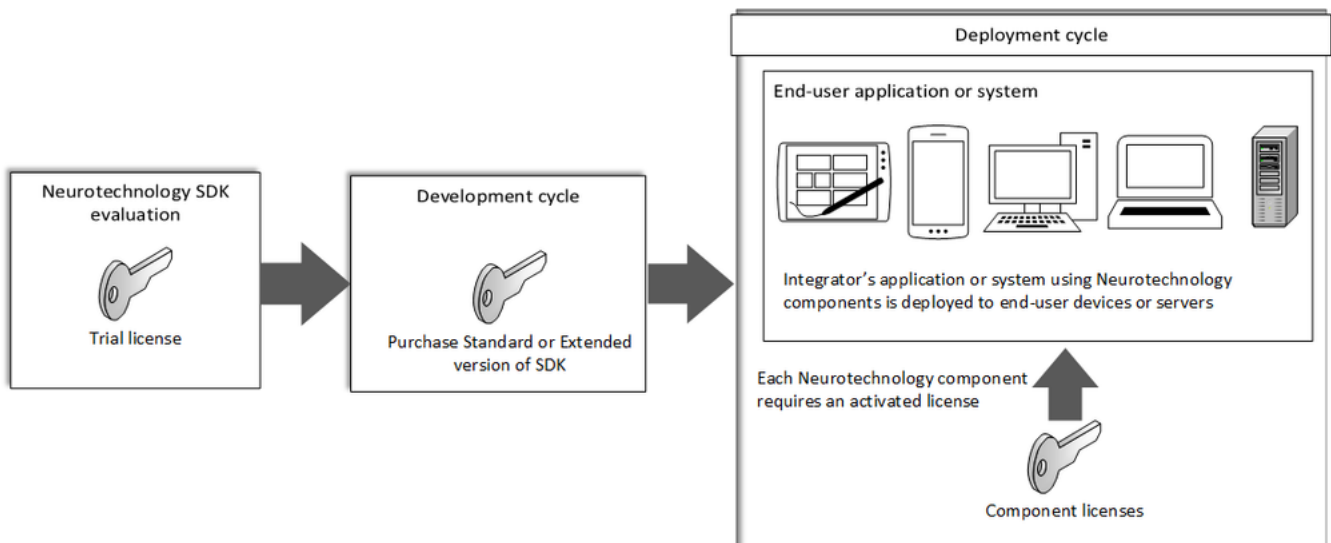 Neurotechnology SDK
evaluation
Trial license
Development cycle
Purchase Standard or Extended
version of SDK
Deployment cycle
End-user application or system
Integrator's application or system using Neurotechnology
components is deployed to end-user devices or servers
Each Neurotechnology component
requires an activated license
Component licenses